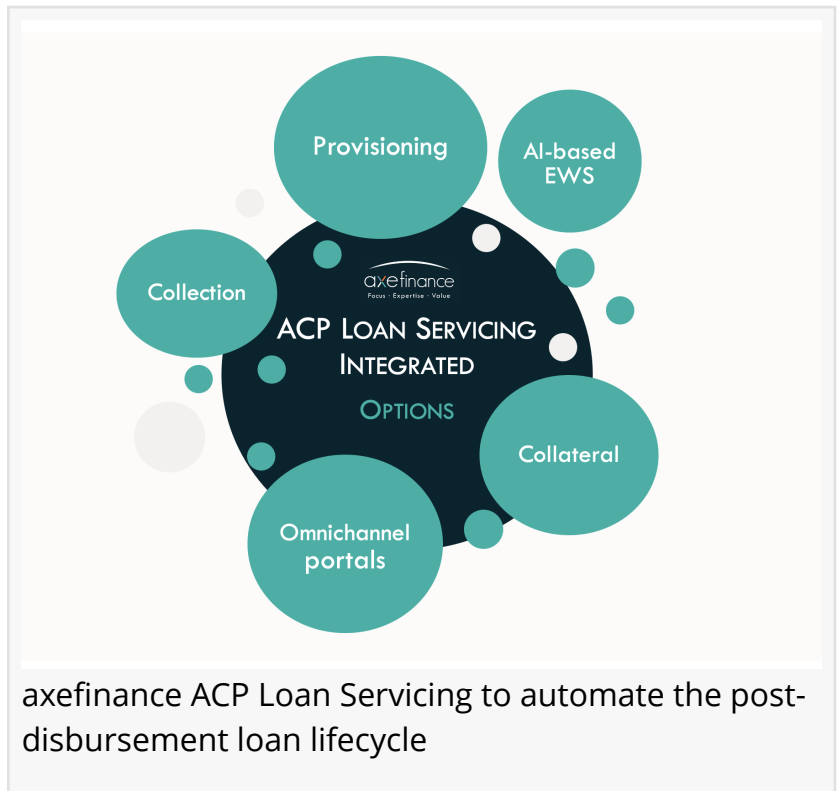 Provisioning
AI-based
EWS
Collection
axefinance
Focus - Expertise - Value
ACP LOAN SERVICING
INTEGRATED
OPTIONS
Collateral
Omnichannel
portals
axefinance ACP Loan Servicing to automate the post-
disbursement loan lifecycle